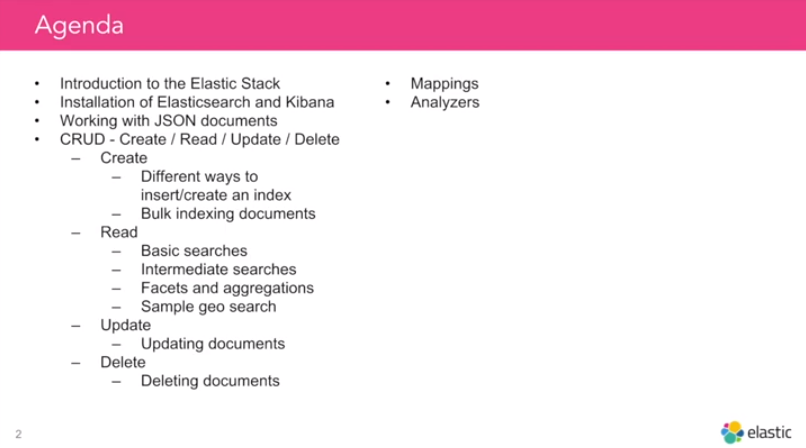 Agenda
• Introduction to the Elastic Stack
• Installation of Elasticsearch and Kibana
• Working with JSON documents
• CRUD - Create / Read / Update / Delete
– Create
– Different ways to
insert/create an index
– Bulk indexing documents
– Read
– Basic searches
– Intermediate searches
– Facets and aggregations
– Sample geo search
– Update
– Updating documents
– Delete
– Deleting documents
• Mappings
• Analyzers
2
elastic